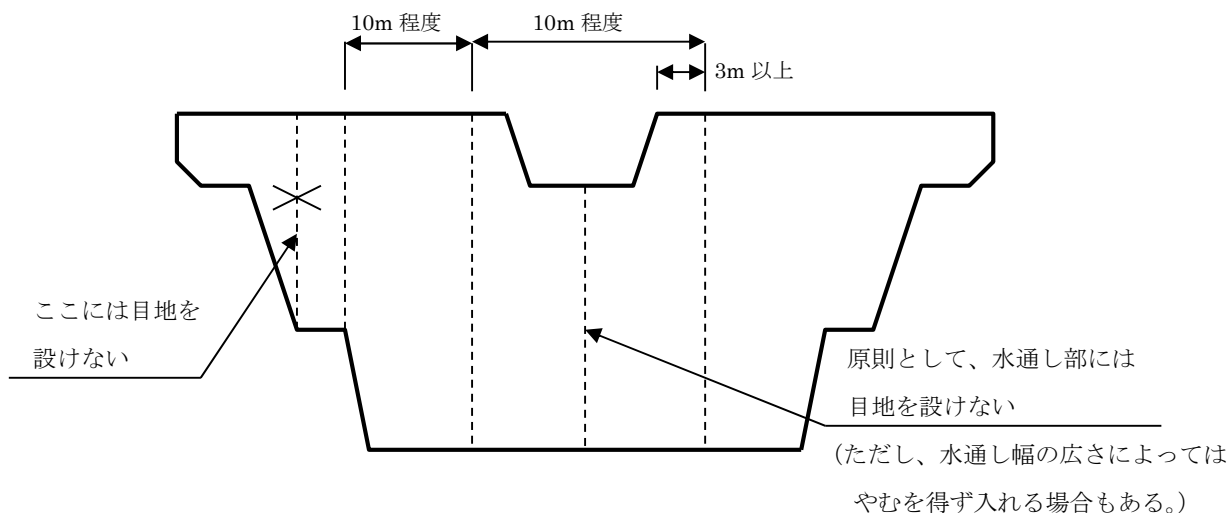 10m 程度
10m 程度
3m 以上
ここには目地を
設けない
原則として、水通し部には
目地を設けない
（ただし、水通し幅の広さによっては
やむを得ず入れる場合もある。）